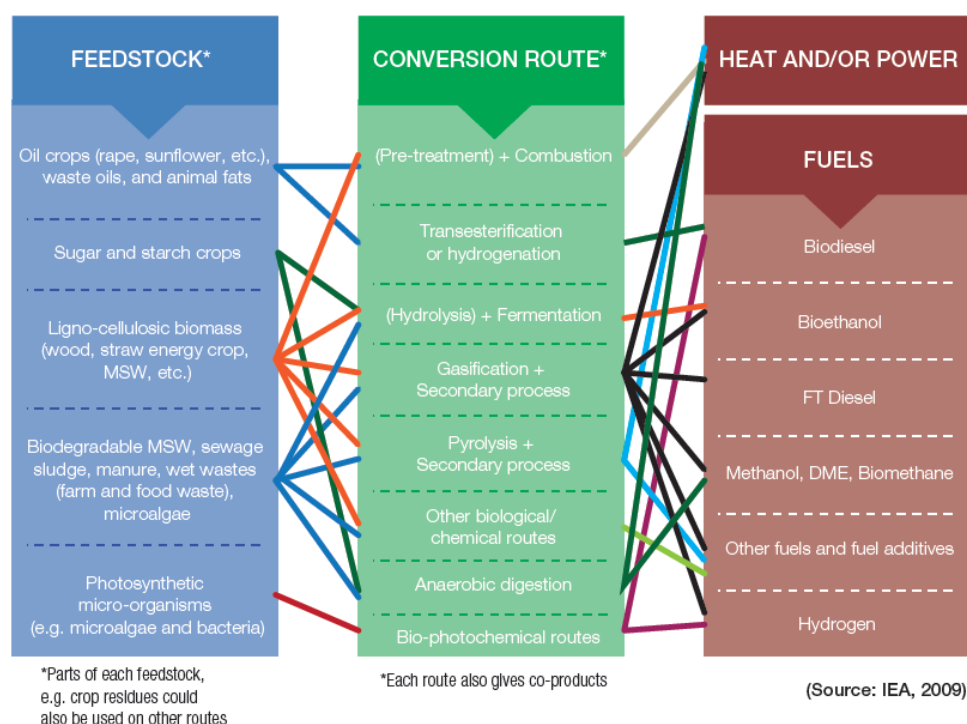 FEEDSTOCK*
Oil crops (rape, sunflower, etc.),
waste oils, and animal fats
Sugar and starch crops
Ligno-cellulosic biomass
(wood, straw energy crop,
MSW, etc.)
Biodegradable MSW, sewage
sludge, manure, wet wastes
(farm and food waste),
microalgae
Photosynthetic
micro-organisms
(e.g. microalgae and bacteria)
*Parts of each feedstock,
e.g. crop residues could
also be used on other routes
CONVERSION ROUTE*
(Pre-treatment) + Combustion
Transesterification
or hydrogenation
(Hydrolysis) + Fermentation
Gasification +
Secondary process
Pyrolysis +
Secondary process
Other biological/
chemical routes
Anaerobic digestion
Bio-photochemical routes
*Each route also gives co-products
HEAT AND/OR POWER
FUELS
Biodiesel
Bioethanol
FT Diesel
Methanol, DME, Biomethane
Other fuels and fuel additives
Hydrogen
(Source: IEA, 2009)